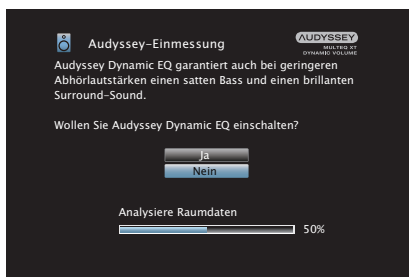 Audyssey-Einmessung
AUDYSSEY
MULTEQ XT
DYNAMIC VOLUME
Audyssey Dynamic EQ garantiert auch bei geringeren
Abhörlautstärken einen satten Bass und einen brillanten
Surround-Sound.
Wollen Sie Audyssey Dynamic EQ einschalten?
Ja
Nein
Analysiere Raumdaten
50%